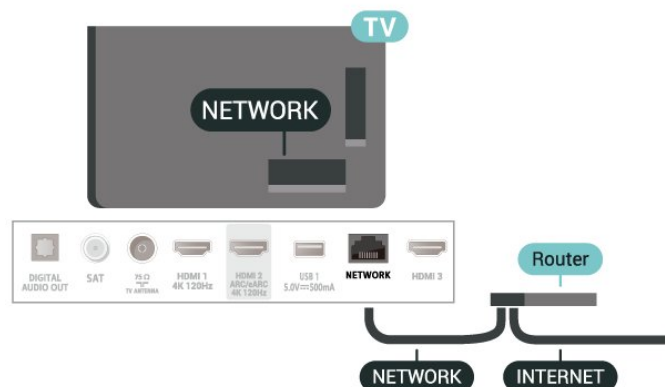 TV
NETWORK
DIGITAL
AUDIO OUT
SAT
75 Ω
TV ANTENNA
HDMI 1
4K 120Hz
HDMI 2
ARC/eARC
4K 120Hz
USB 1
5.0V⎓500mA
NETWORK
HDMI 3
Router
NETWORK
INTERNET